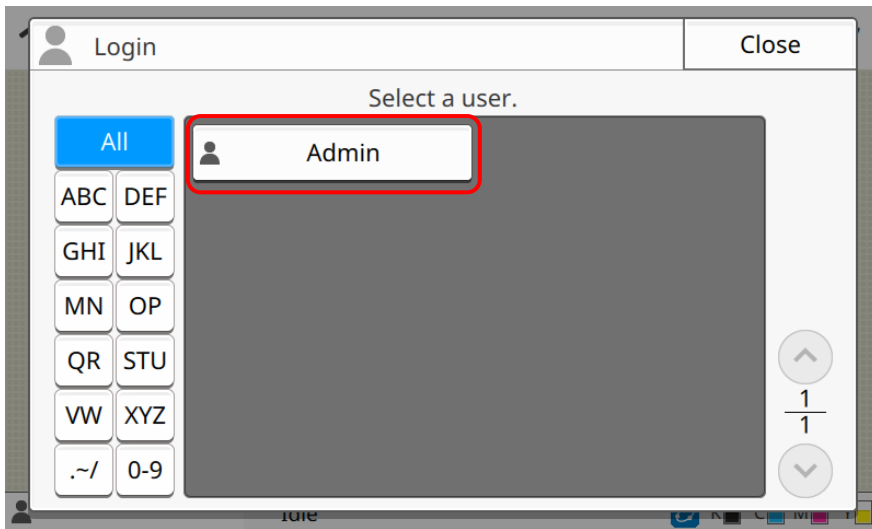 Login
Close
Select a user.
All
Admin
ABC DEF
GHI JKL
MN OP
QR STU
VW XYZ
.~/ 0-9
1
1
Idle
K C M Y